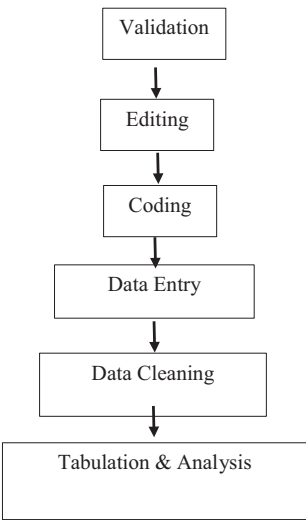 Validation
Editing
Coding
Data Entry
Data Cleaning
Tabulation & Analysis